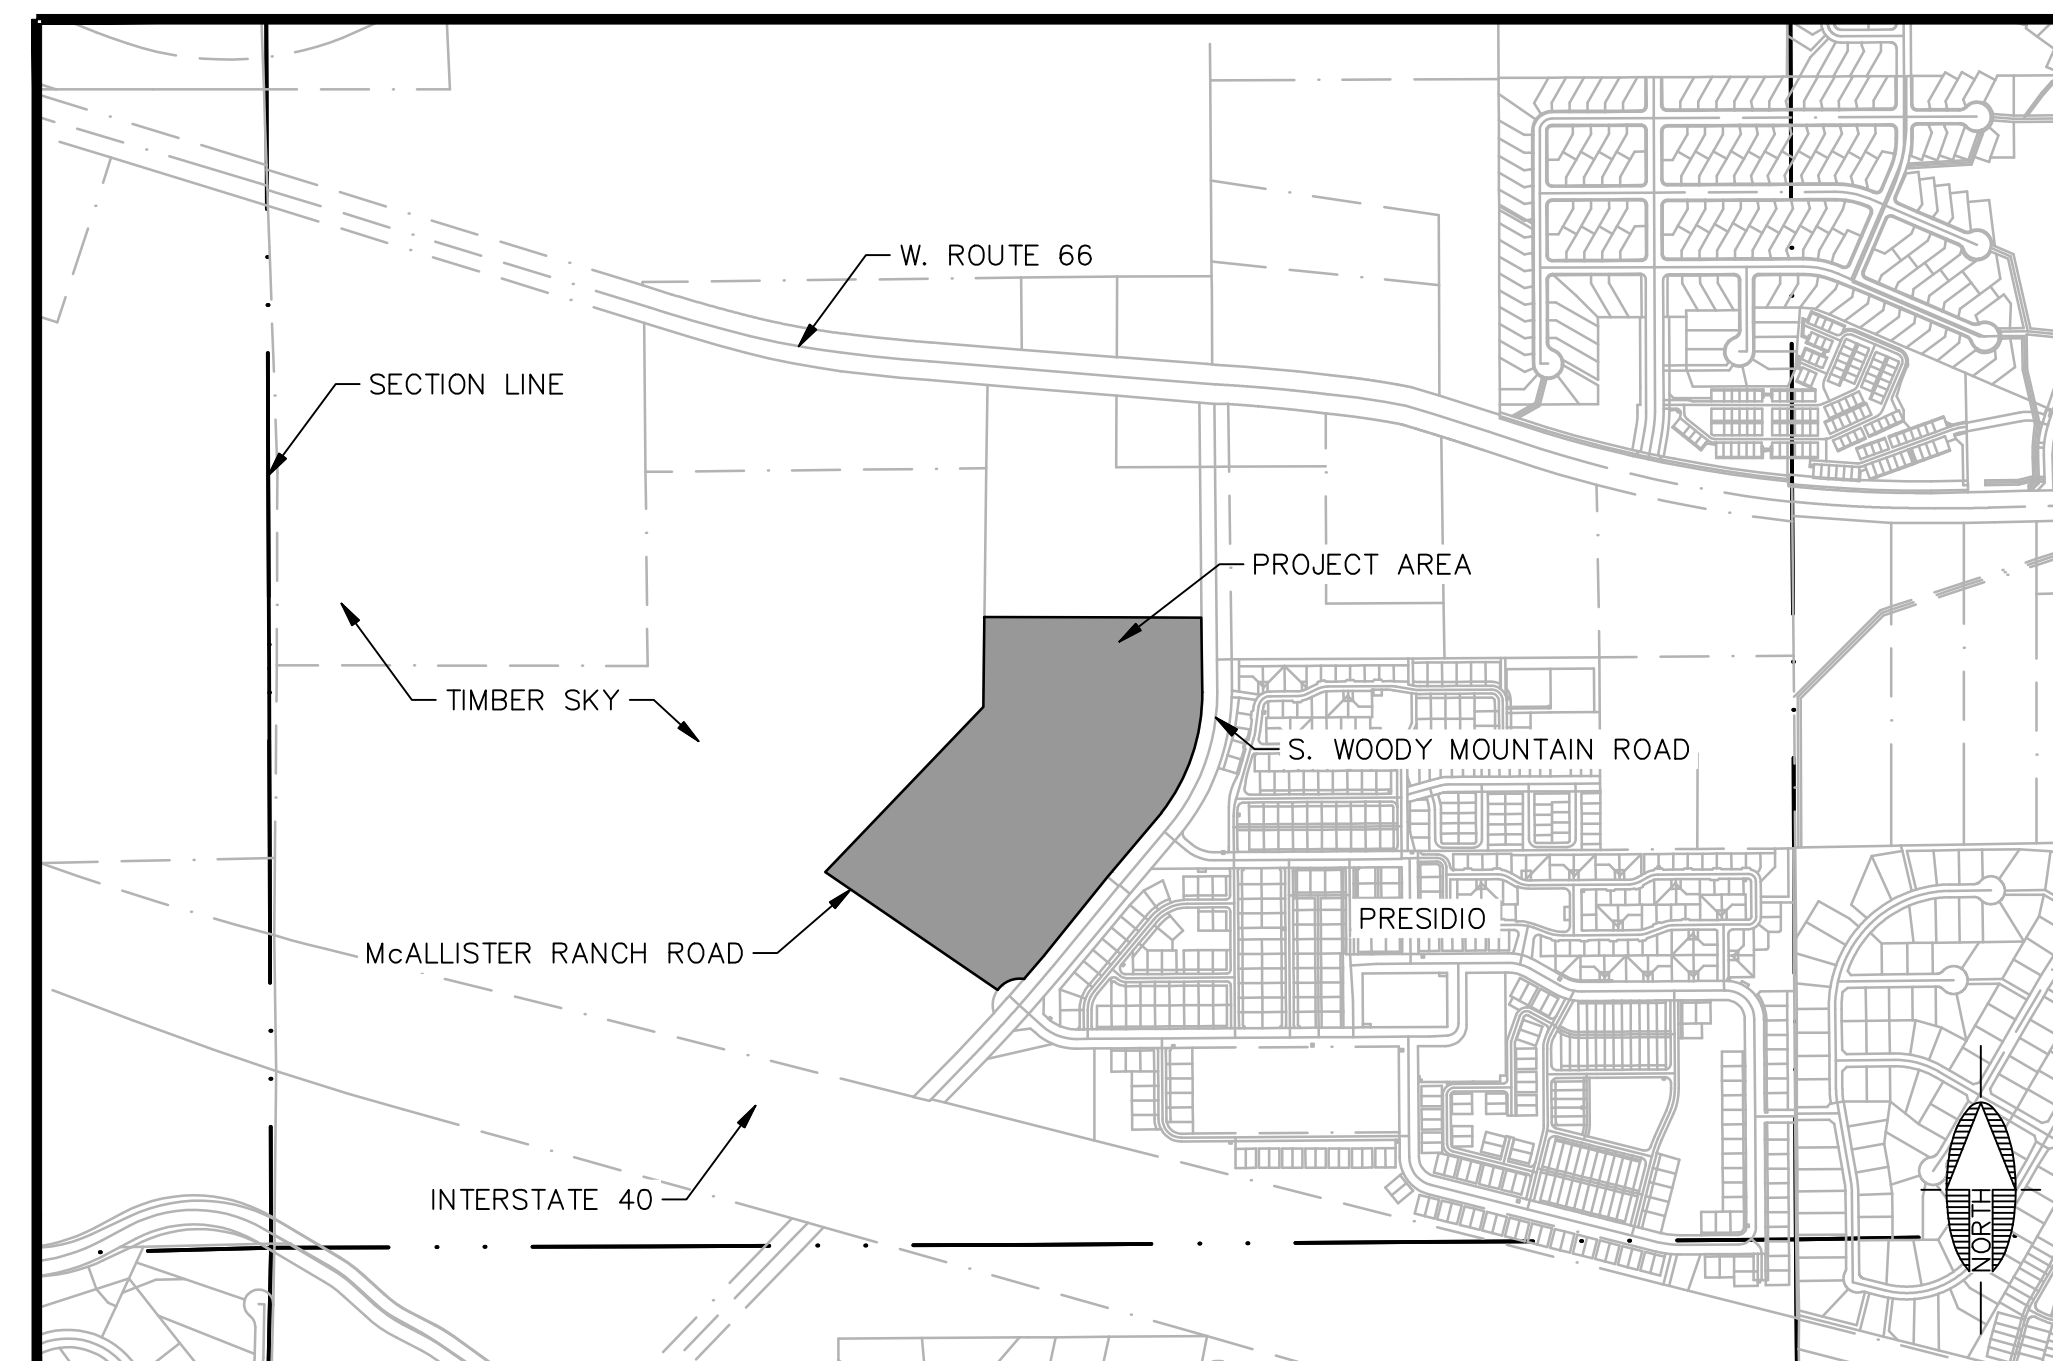 W. ROUTE 66
SECTION LINE
PROJECT AREA
TIMBER SKY
S. WOODY MOUNTAIN ROAD
PRESIDIO
McALLISTER RANCH ROAD
INTERSTATE 40
NORTH